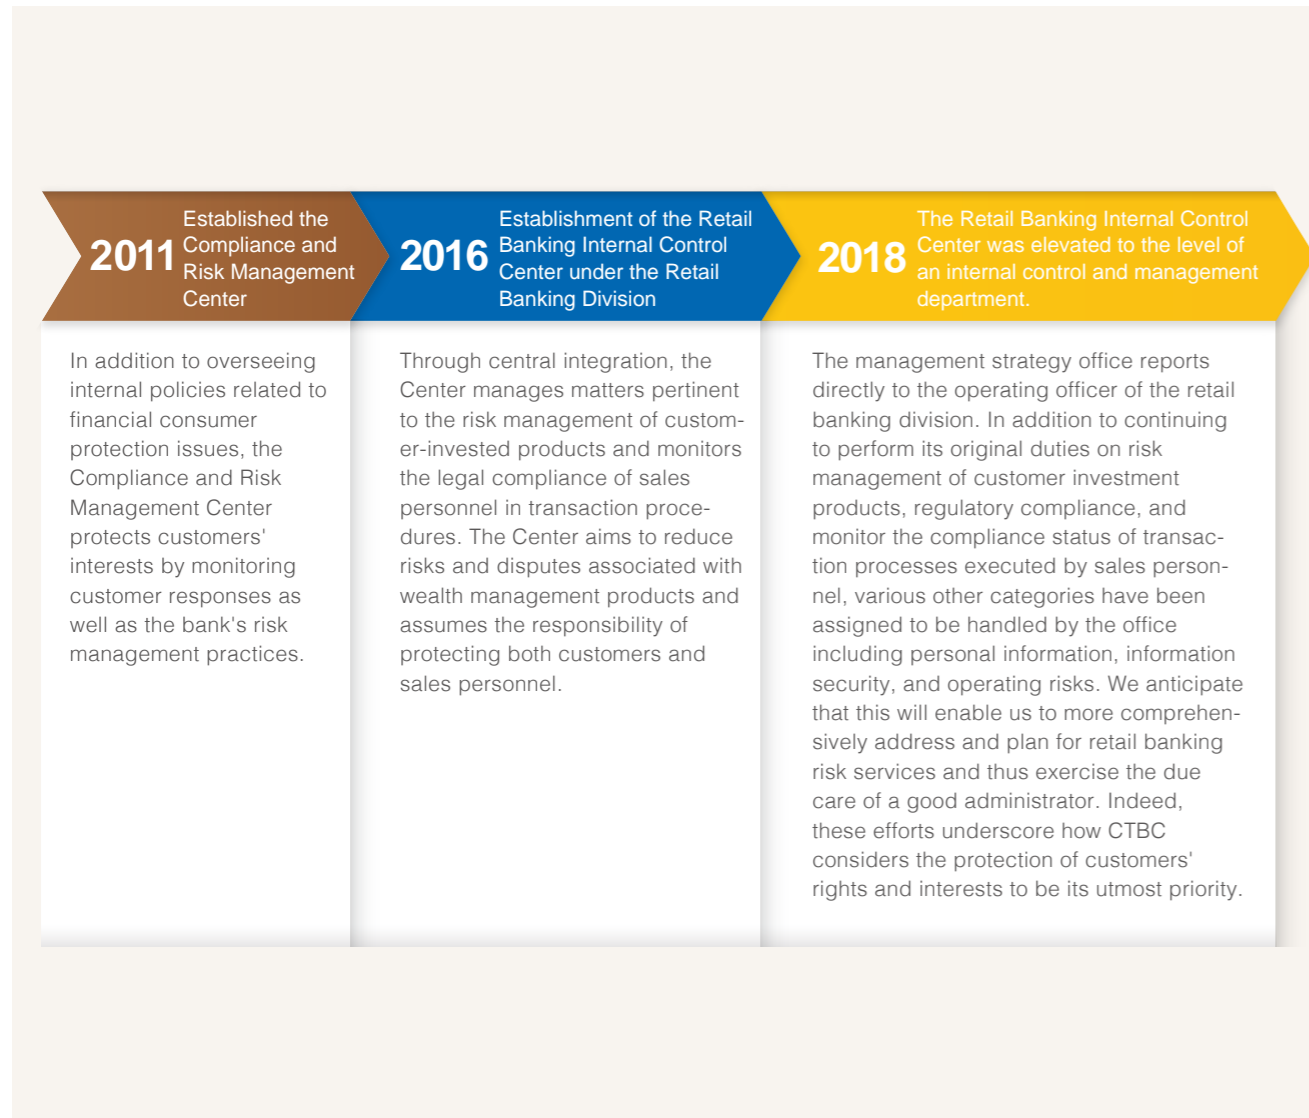 2011
Established the
Compliance and
Risk Management
Center
In addition to overseeing
internal policies related to
financial consumer
protection issues, the
Compliance and Risk
Management Center
protects customers'
interests by monitoring
customer responses as
well as the bank's risk
management practices.
2016
Establishment of the Retail
Banking Internal Control
Center under the Retail
Banking Division
Through central integration, the
Center manages matters pertinent
to the risk management of custom-
er-invested products and monitors
the legal compliance of sales
personnel in transaction proce-
dures. The Center aims to reduce
risks and disputes associated with
wealth management products and
assumes the responsibility of
protecting both customers and
sales personnel.
2018
The Retail Banking Internal Control
Center was elevated to the level of
an internal control and management
department.
The management strategy office reports
directly to the operating officer of the retail
banking division. In addition to continuing
to perform its original duties on risk
management of customer investment
products, regulatory compliance, and
monitor the compliance status of transac-
tion processes executed by sales person-
nel, various other categories have been
assigned to be handled by the office
including personal information, information
security, and operating risks. We anticipate
that this will enable us to more comprehen-
sively address and plan for retail banking
risk services and thus exercise the due
care of a good administrator. Indeed,
these efforts underscore how CTBC
considers the protection of customers'
rights and interests to be its utmost priority.